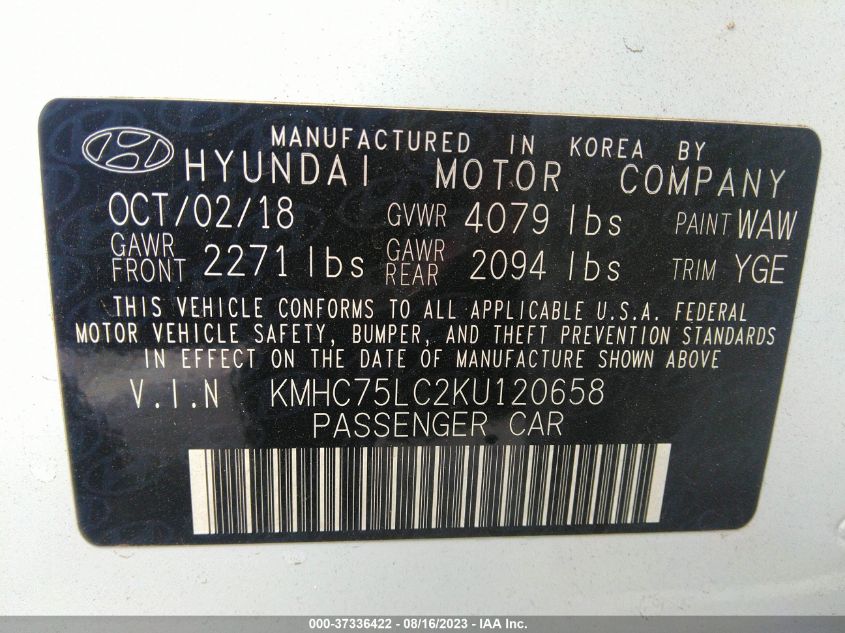 MANUFACTURED IN KOREA BY
HYUNDAI MOTOR COMPANY
OCT/02/18 GVWR 4079 lbs PAINT WAW
GAWR FRONT 2271 lbs GAWR REAR 2094 lbs TRIM YGE
THIS VEHICLE CONFORMS TO ALL APPLICABLE U.S.A. FEDERAL
MOTOR VEHICLE SAFETY, BUMPER, AND THEFT PREVENTION STANDARDS
IN EFFECT ON THE DATE OF MANUFACTURE SHOWN ABOVE
V.I.N KMHC75LC2KU120658
PASSENGER CAR
000-37336422 - 08/16/2023 - IAA Inc.